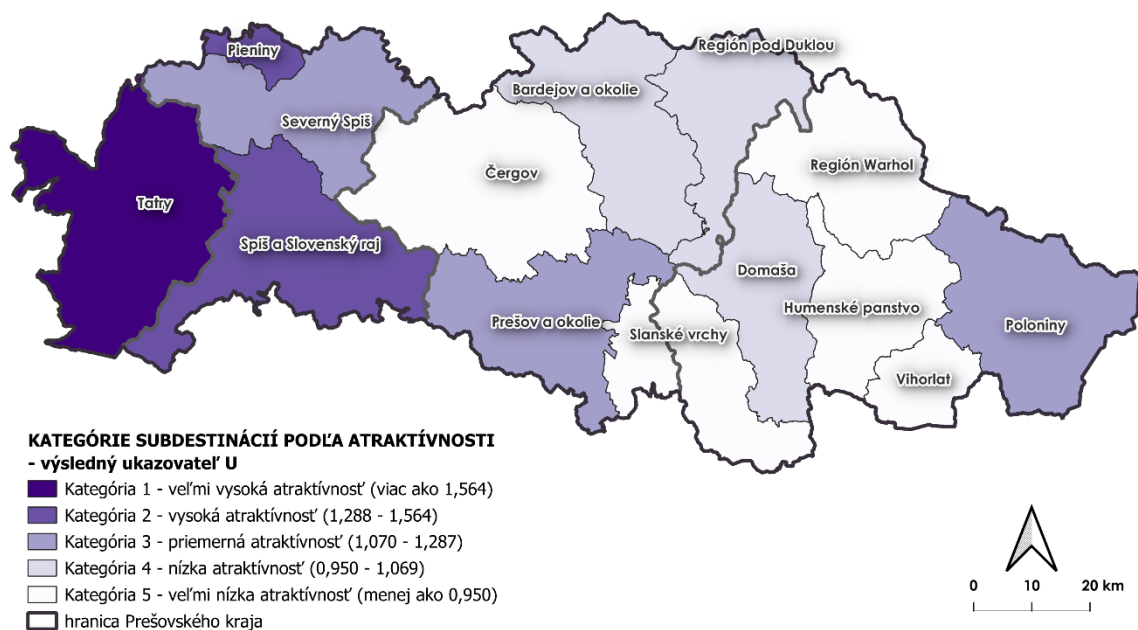 Pieniny
Región pod Duklou
Bardejov a okolie
Severný Spiš
Čergov
Región Warhol
Tatry
Spiš a Slovenský raj
Domaša
Humenské panstvo
Prešov a okolie
Slanské vrchy
Poloniny
Vihorlat
KATEGÓRIE SUBDESTINÁCIÍ PODĽA ATRAKTÍVNOSTI
- výsledný ukazovateľ U
Kategória 1 - veľmi vysoká atraktívnosť (viac ako 1,564)
Kategória 2 - vysoká atraktívnosť (1,288 - 1,564)
Kategória 3 - priemerná atraktívnosť (1,070 - 1,287)
Kategória 4 - nízka atraktívnosť (0,950 - 1,069)
Kategória 5 - veľmi nízka atraktívnosť (menej ako 0,950)
hranica Prešovského kraja
0 10 20 km